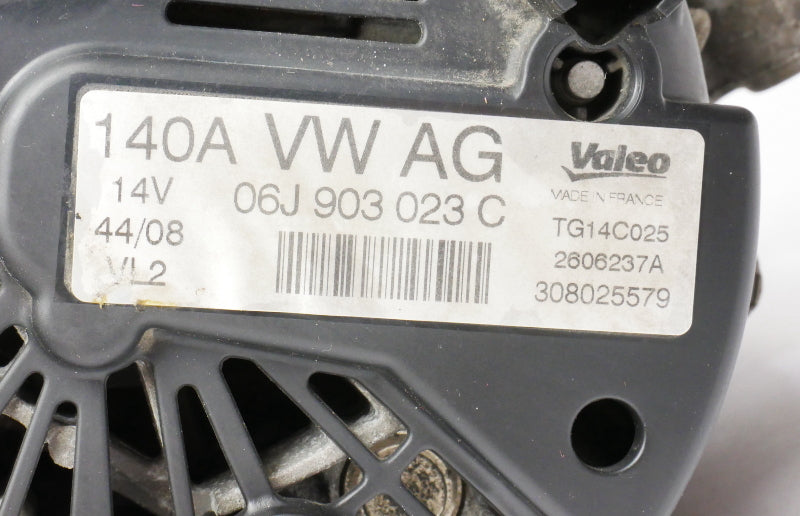 140A VW AG
14V
06J 903 023 C
44/08
VL2
Valeo
MADE IN FRANCE
TG14C025
2606237A
308025579